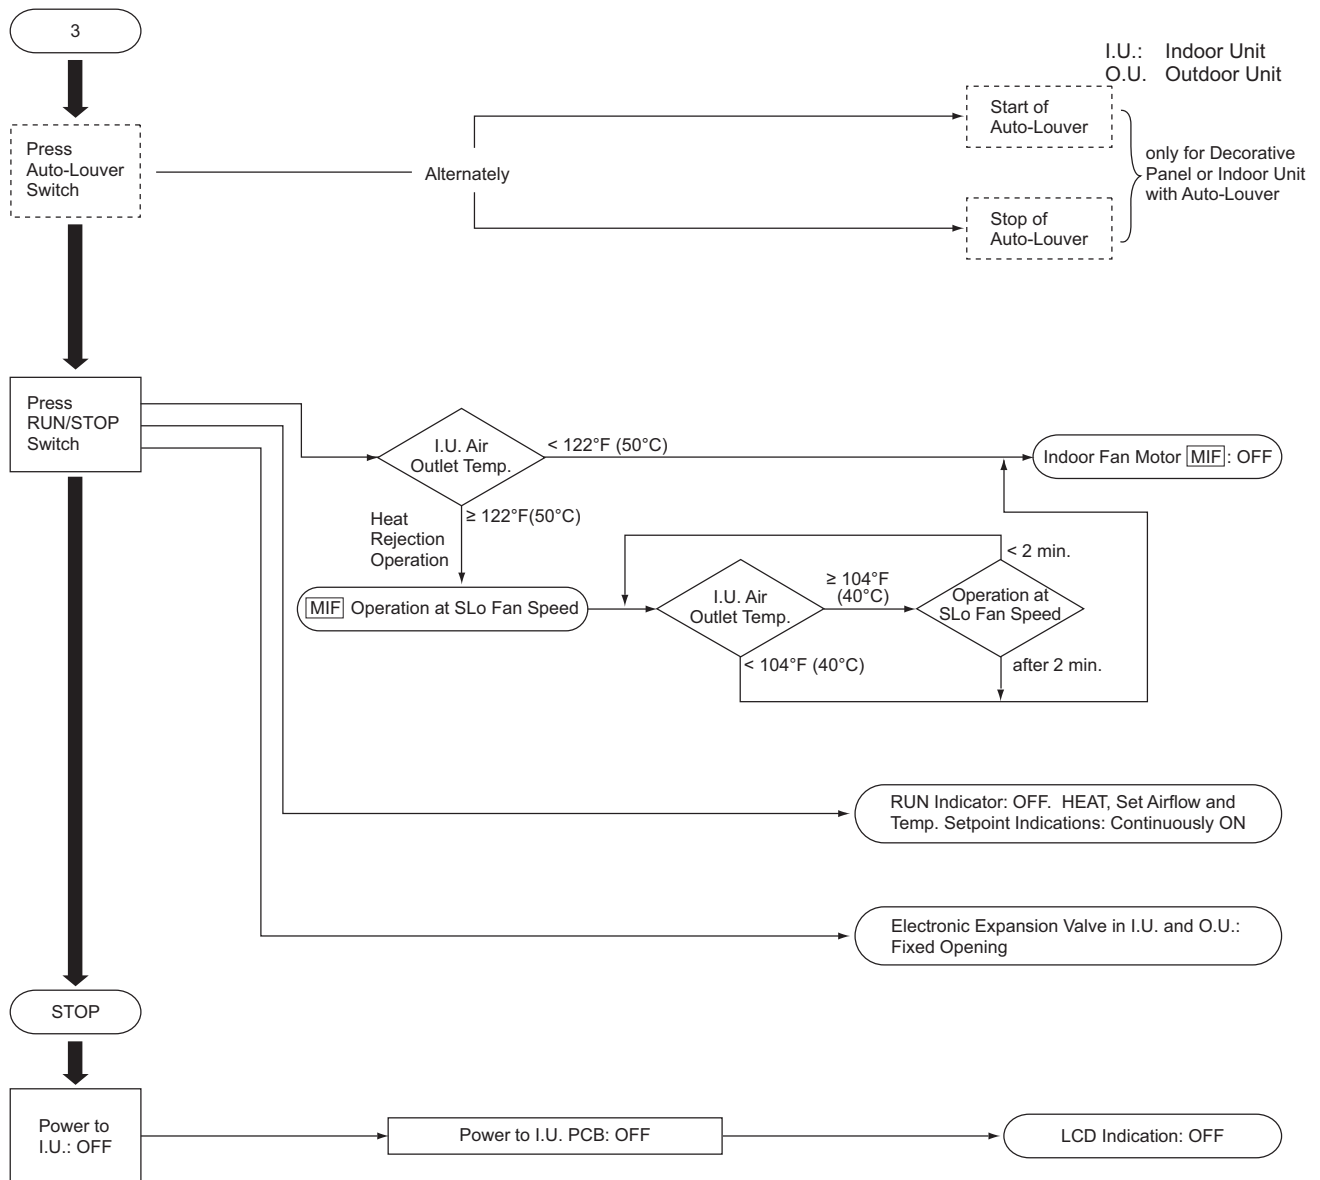 3
I.U.: Indoor Unit
O.U. Outdoor Unit
Press
Auto-Louver
Switch
Alternately
Start of
Auto-Louver
Stop of
Auto-Louver
only for Decorative
Panel or Indoor Unit
with Auto-Louver
Press
RUN/STOP
Switch
I.U. Air
Outlet Temp.
< 122°F (50°C)
Indoor Fan Motor MIF: OFF
≥ 122°F(50°C)
Heat
Rejection
Operation
MIF Operation at SLo Fan Speed
I.U. Air
Outlet Temp.
≥ 104°F
(40°C)
< 104°F (40°C)
Operation at
SLo Fan Speed
< 2 min.
after 2 min.
RUN Indicator: OFF. HEAT, Set Airflow and
Temp. Setpoint Indications: Continuously ON
Electronic Expansion Valve in I.U. and O.U.:
Fixed Opening
STOP
Power to
I.U.: OFF
Power to I.U. PCB: OFF
LCD Indication: OFF